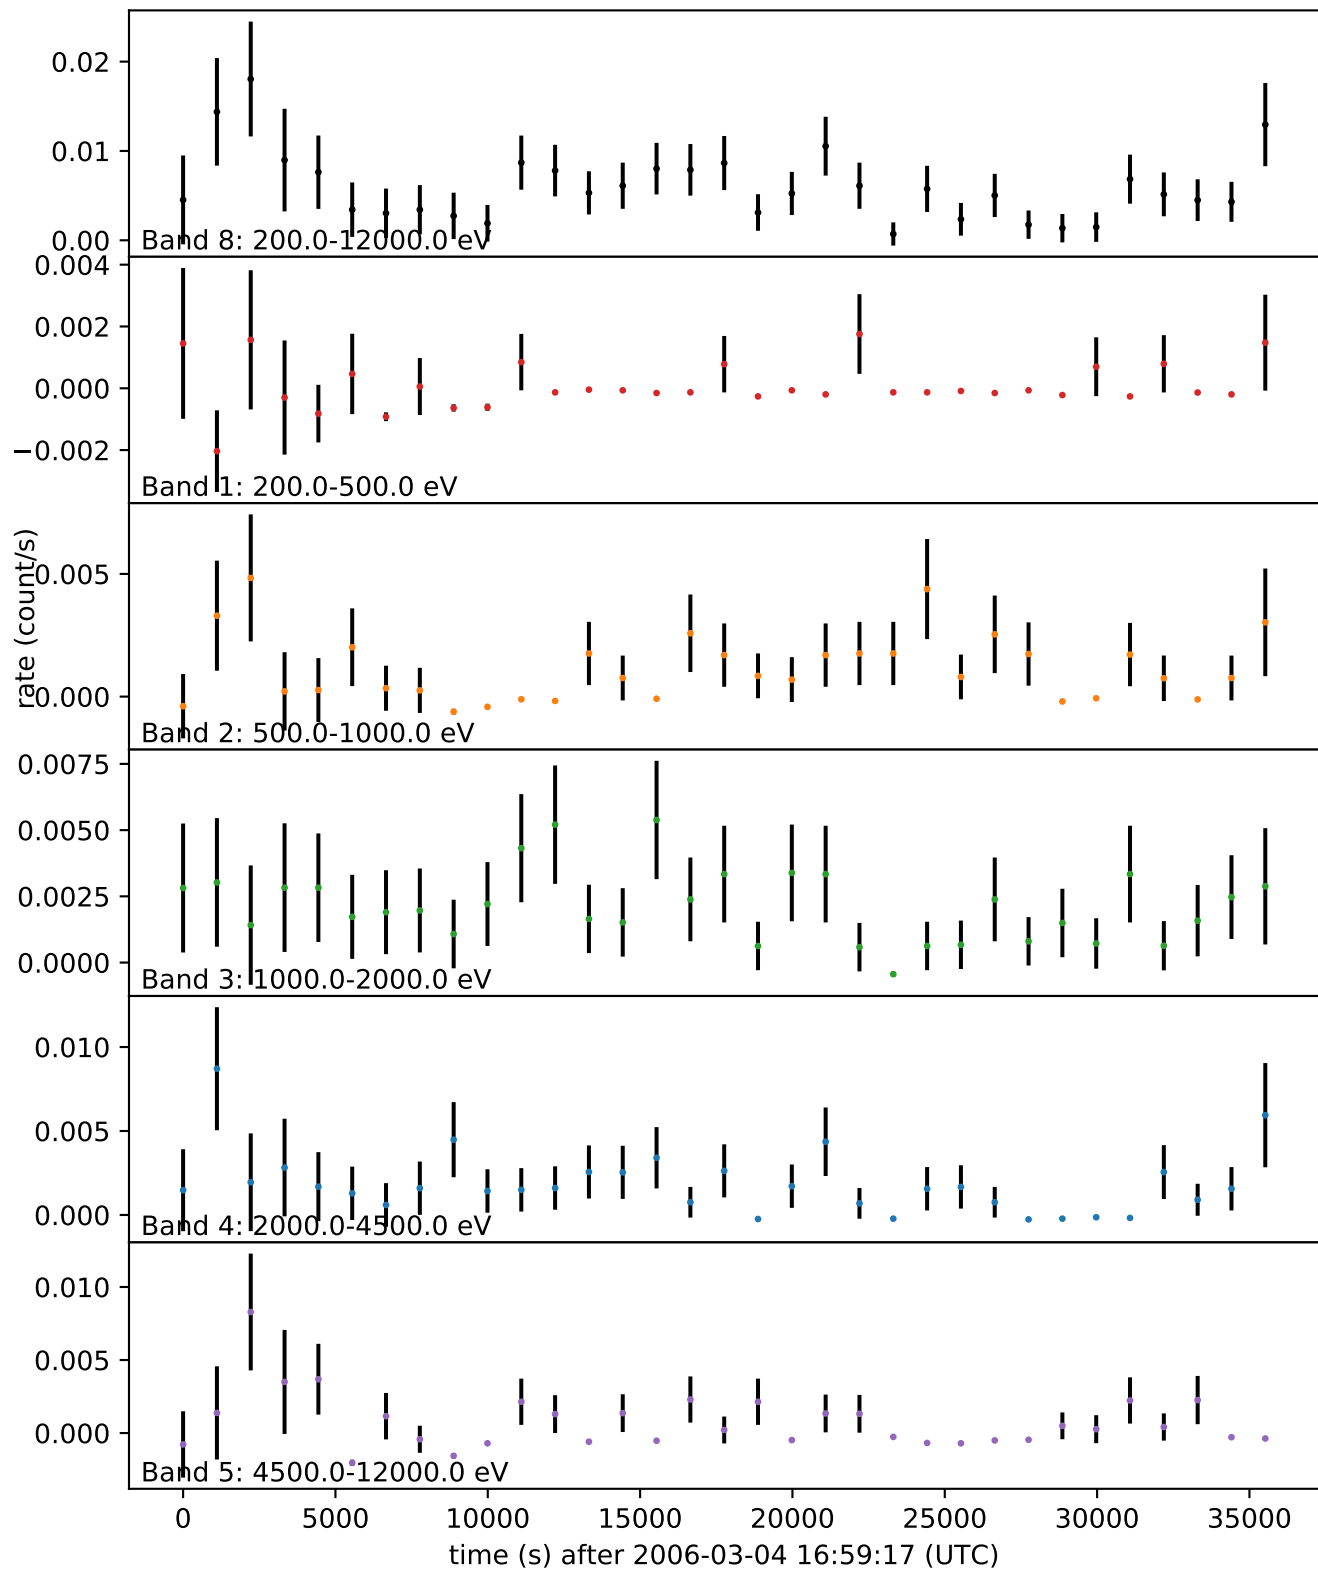 0.02
0.01
0.00
Band 8: 200.0-12000.0 eV
0.004
0.002
0.000
−0.002
Band 1: 200.0-500.0 eV
rate (count/s)
0.005
0.000
Band 2: 500.0-1000.0 eV
0.0075
0.0050
0.0025
0.0000
Band 3: 1000.0-2000.0 eV
0.010
0.005
0.000
Band 4: 2000.0-4500.0 eV
0.010
0.005
0.000
Band 5: 4500.0-12000.0 eV
0 5000 10000 15000 20000 25000 30000 35000
time (s) after 2006-03-04 16:59:17 (UTC)